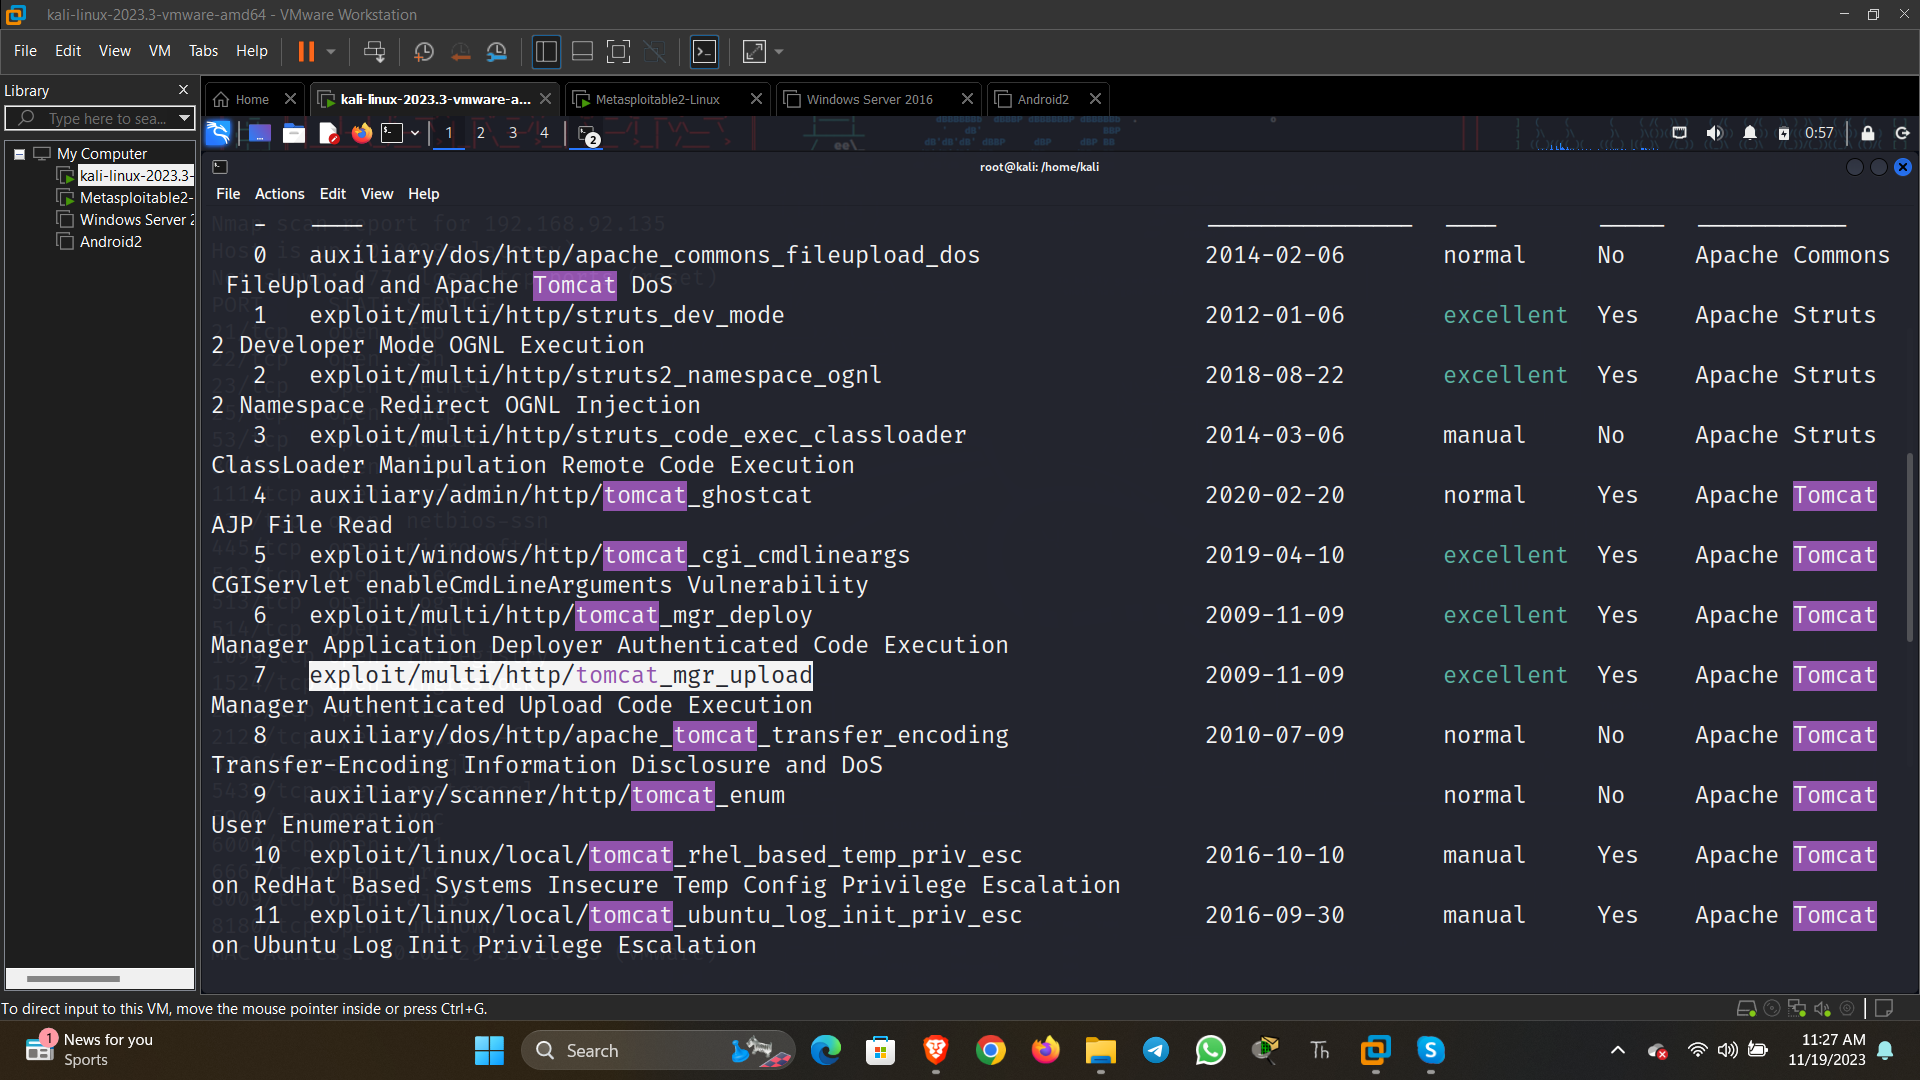 kali-linux-2023.3-vmware-amd64 - VMware Workstation
File Edit View VM Tabs Help
Library
Type here to sea...
My Computer
kali-linux-2023.3-
Metasploitable2-
Windows Server 2
Android2
Home
kali-linux-2023.3-vmware-a...
Metasploitable2-Linux
Windows Server 2016
Android2
1 2 3 4
2
0:57
root@kali: /home/kali
File Actions Edit View Help
Nmap scan report for 192.168.92.135
0 auxiliary/dos/http/apache_commons_fileupload_dos 2014-02-06 normal No Apache Commons
FileUpload and Apache Tomcat DoS
1 exploit/multi/http/struts_dev_mode 2012-01-06 excellent Yes Apache Struts
2 Developer Mode OGNL Execution
2 exploit/multi/http/struts2_namespace_ognl 2018-08-22 excellent Yes Apache Struts
2 Namespace Redirect OGNL Injection
3 exploit/multi/http/struts_code_exec_classloader 2014-03-06 manual No Apache Struts
ClassLoader Manipulation Remote Code Execution
4 auxiliary/admin/http/tomcat_ghostcat 2020-02-20 normal Yes Apache Tomcat
AJP File Read
5 exploit/windows/http/tomcat_cgi_cmdlineargs 2019-04-10 excellent Yes Apache Tomcat
CGIServlet enableCmdLineArguments Vulnerability
6 exploit/multi/http/tomcat_mgr_deploy 2009-11-09 excellent Yes Apache Tomcat
Manager Application Deployer Authenticated Code Execution
7 exploit/multi/http/tomcat_mgr_upload 2009-11-09 excellent Yes Apache Tomcat
Manager Authenticated Upload Code Execution
8 auxiliary/dos/http/apache_tomcat_transfer_encoding 2010-07-09 normal No Apache Tomcat
Transfer-Encoding Information Disclosure and DoS
9 auxiliary/scanner/http/tomcat_enum normal No Apache Tomcat
User Enumeration
10 exploit/linux/local/tomcat_rhel_based_temp_priv_esc 2016-10-10 manual Yes Apache Tomcat
on RedHat Based Systems Insecure Temp Config Privilege Escalation
11 exploit/linux/local/tomcat_ubuntu_log_init_priv_esc 2016-09-30 manual Yes Apache Tomcat
on Ubuntu Log Init Privilege Escalation
To direct input to this VM, move the mouse pointer inside or press Ctrl+G.
1
News for you
Sports
Search
Th
11:27 AM
11/19/2023